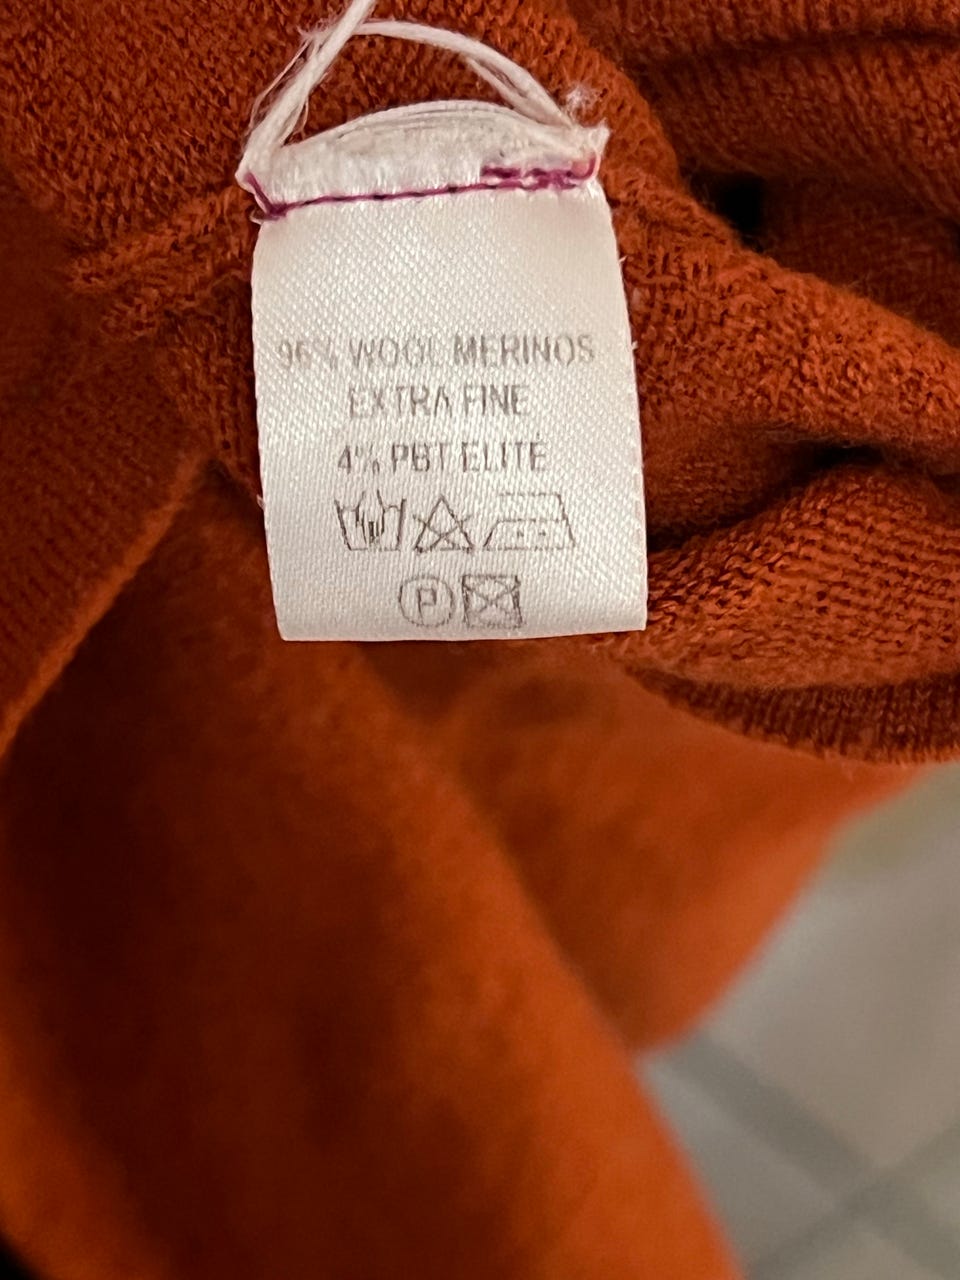 96% WOOL MERINOS
EXTRA FINE
4% PBT ELITE
P